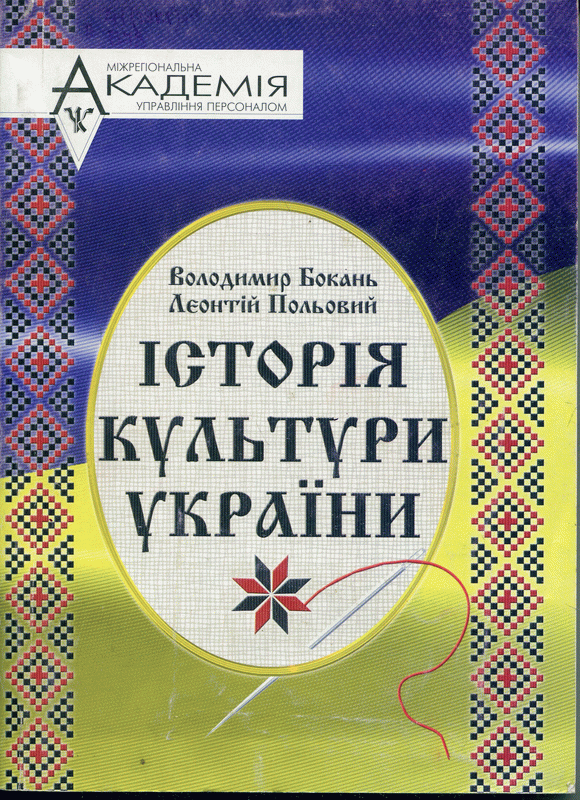 МІЖРЕГІОНАЛЬНА
АКАДЕМІЯ
УПРАВЛІННЯ ПЕРСОНАЛОМ
Володимир Бокань
Леонтій Польовий
ІСТОРІЯ
КУЛЬТУРИ
УКРАЇНИ